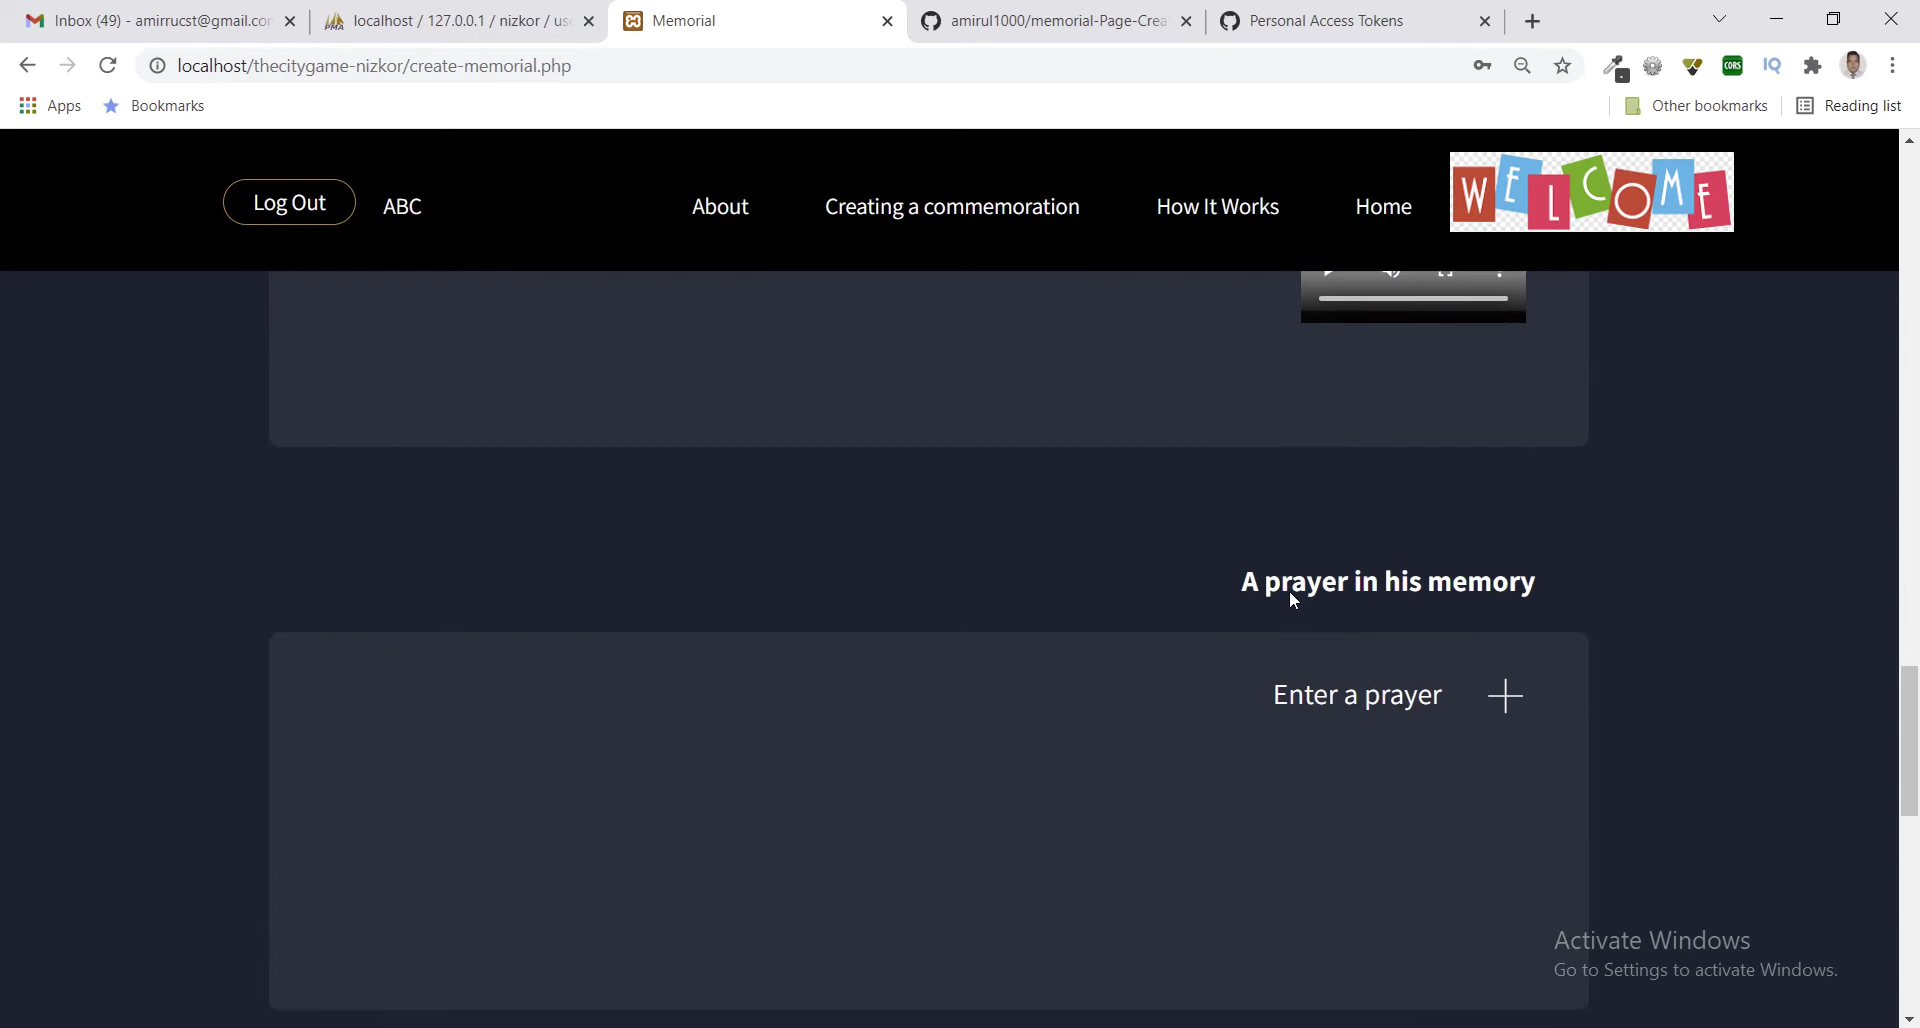 Inbox (49) - amirrucst@gmail.co
localhost / 127.0.0.1 / nizkor / us
Memorial
amirul1000/memorial-Page-Crea
Personal Access Tokens
localhost/thecitygame-nizkor/create-memorial.php
CORS
IQ
Apps
Bookmarks
Other bookmarks
Reading list
Log Out
ABC
About
Creating a commemoration
How It Works
Home
WELCOME
A prayer in his memory
Enter a prayer
Activate Windows
Go to Settings to activate Windows.